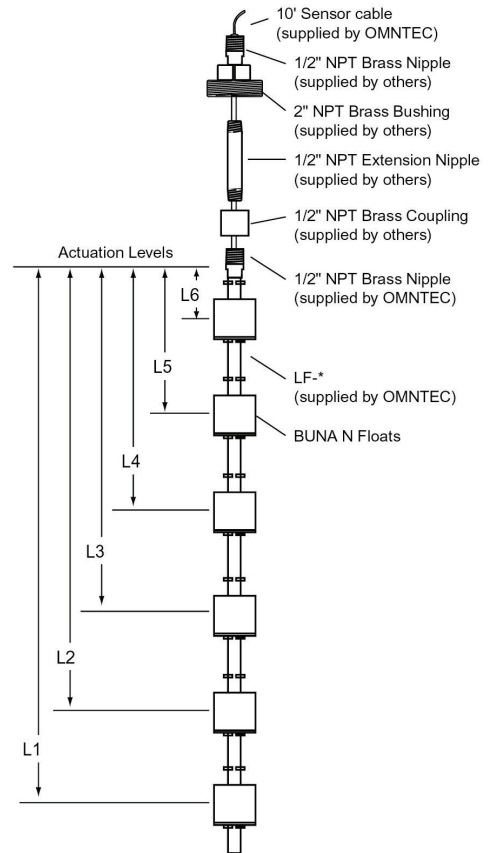 10' Sensor cable
(supplied by OMNTEC)
1/2" NPT Brass Nipple
(supplied by others)
2" NPT Brass Bushing
(supplied by others)
1/2" NPT Extension Nipple
(supplied by others)
1/2" NPT Brass Coupling
(supplied by others)
Actuation Levels
1/2" NPT Brass Nipple
(supplied by OMNTEC)
L6
LF-*
(supplied by OMNTEC)
L5
BUNA N Floats
L4
L3
L2
L1